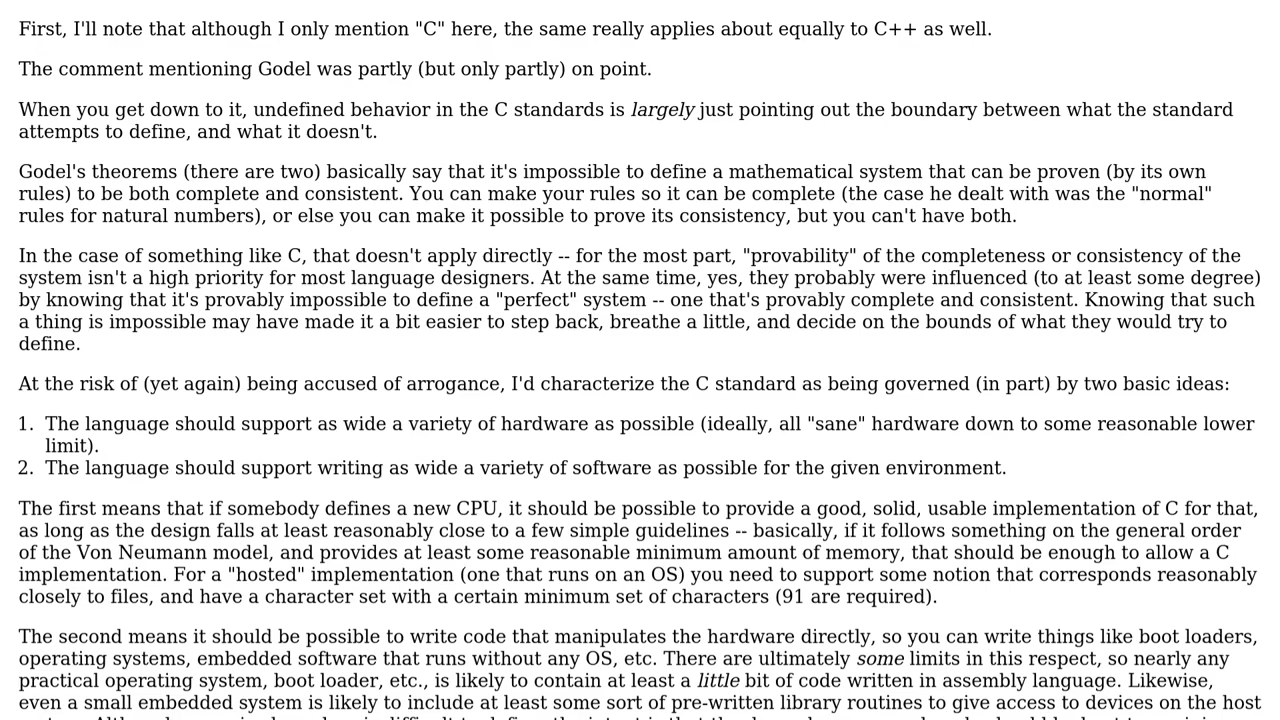 First, I'll note that although I only mention "C" here, the same really applies about equally to C++ as well.
The comment mentioning Godel was partly (but only partly) on point.
When you get down to it, undefined behavior in the C standards is largely just pointing out the boundary between what the standard
attempts to define, and what it doesn't.
Godel's theorems (there are two) basically say that it's impossible to define a mathematical system that can be proven (by its own
rules) to be both complete and consistent. You can make your rules so it can be complete (the case he dealt with was the "normal"
rules for natural numbers), or else you can make it possible to prove its consistency, but you can't have both.
In the case of something like C, that doesn't apply directly -- for the most part, "provability" of the completeness or consistency of the
system isn't a high priority for most language designers. At the same time, yes, they probably were influenced (to at least some degree)
by knowing that it's provably impossible to define a "perfect" system -- one that's provably complete and consistent. Knowing that such
a thing is impossible may have made it a bit easier to step back, breathe a little, and decide on the bounds of what they would try to
define.
At the risk of (yet again) being accused of arrogance, I'd characterize the C standard as being governed (in part) by two basic ideas:
1. The language should support as wide a variety of hardware as possible (ideally, all "sane" hardware down to some reasonable lower
limit).
2. The language should support writing as wide a variety of software as possible for the given environment.
The first means that if somebody defines a new CPU, it should be possible to provide a good, solid, usable implementation of C for that,
as long as the design falls at least reasonably close to a few simple guidelines -- basically, if it follows something on the general order
of the Von Neumann model, and provides at least some reasonable minimum amount of memory, that should be enough to allow a C
implementation. For a "hosted" implementation (one that runs on an OS) you need to support some notion that corresponds reasonably
closely to files, and have a character set with a certain minimum set of characters (91 are required).
The second means it should be possible to write code that manipulates the hardware directly, so you can write things like boot loaders,
operating systems, embedded software that runs without any OS, etc. There are ultimately some limits in this respect, so nearly any
practical operating system, boot loader, etc., is likely to contain at least a little bit of code written in assembly language. Likewise,
even a small embedded system is likely to include at least some sort of pre-written library routines to give access to devices on the host